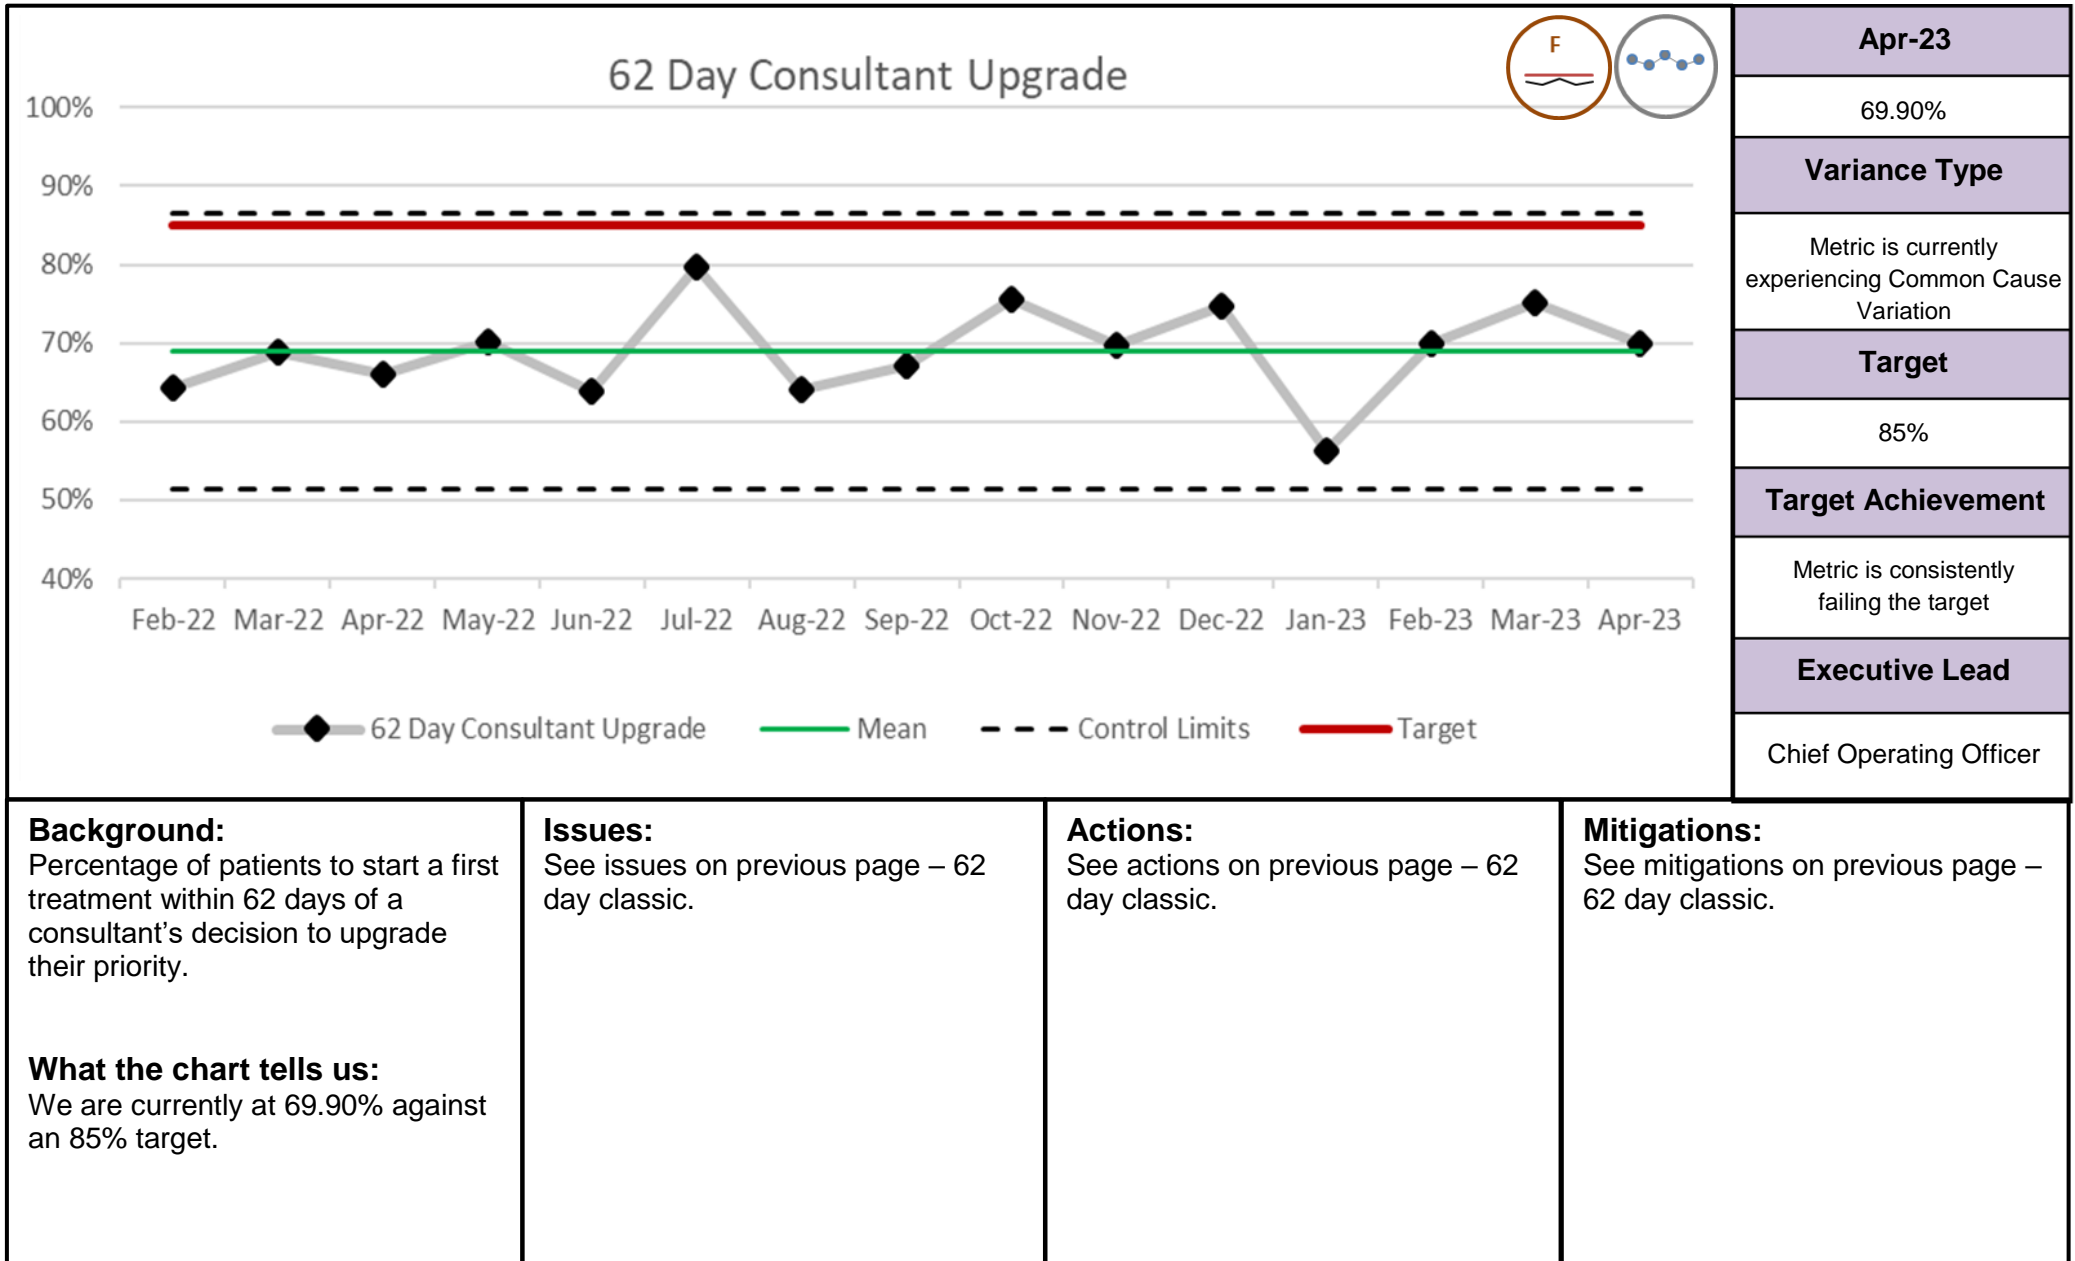 62 Day Consultant Upgrade
F
100%
90%
80%
70%
60%
50%
40%
Feb-22 Mar-22 Apr-22 May-22 Jun-22 Jul-22 Aug-22 Sep-22 Oct-22 Nov-22 Dec-22 Jan-23 Feb-23 Mar-23 Apr-23
62 Day Consultant Upgrade Mean Control Limits Target
Apr-23
69.90%
Variance Type
Metric is currently
experiencing Common Cause
Variation
Target
85%
Target Achievement
Metric is consistently
failing the target
Executive Lead
Chief Operating Officer
Background:
Percentage of patients to start a first
treatment within 62 days of a
consultant’s decision to upgrade
their priority.
What the chart tells us:
We are currently at 69.90% against
an 85% target.
Issues:
See issues on previous page – 62
day classic.
Actions:
See actions on previous page – 62
day classic.
Mitigations:
See mitigations on previous page –
62 day classic.